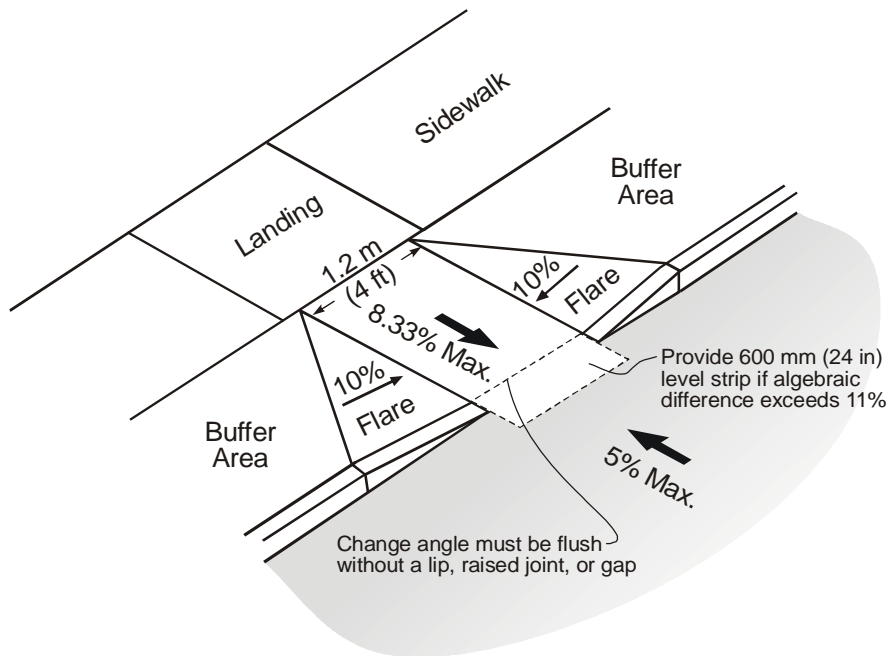 Sidewalk
Buffer
Area
Landing
1.2 m
(4 ft)
10%
Flare
8.33% Max.
Provide 600 mm (24 in)
level strip if algebraic
difference exceeds 11%
10%
Flare
Buffer
Area
5% Max.
Change angle must be flush
without a lip, raised joint, or gap